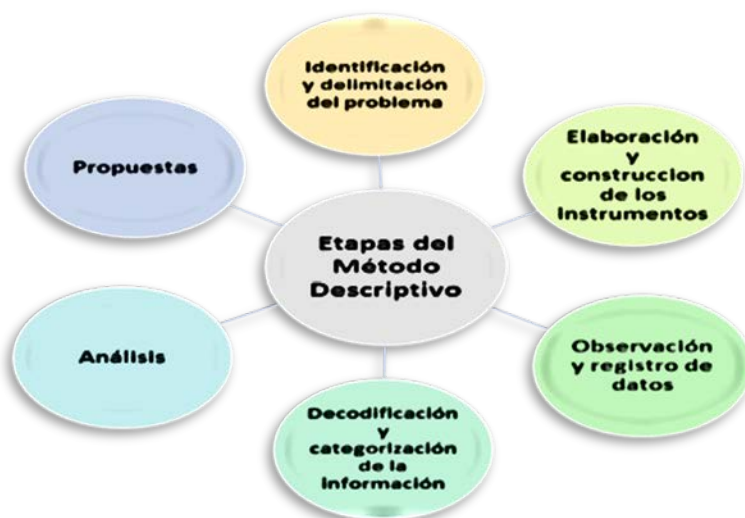 Identificación
y delimitación
del problema
Elaboración
y
construccion
de los
Instrumentos
Observación
y registro de
datos
Decodificación
y
categorización
de la
Información
Análisis
Propuestas
Etapas del
Método
Descriptivo